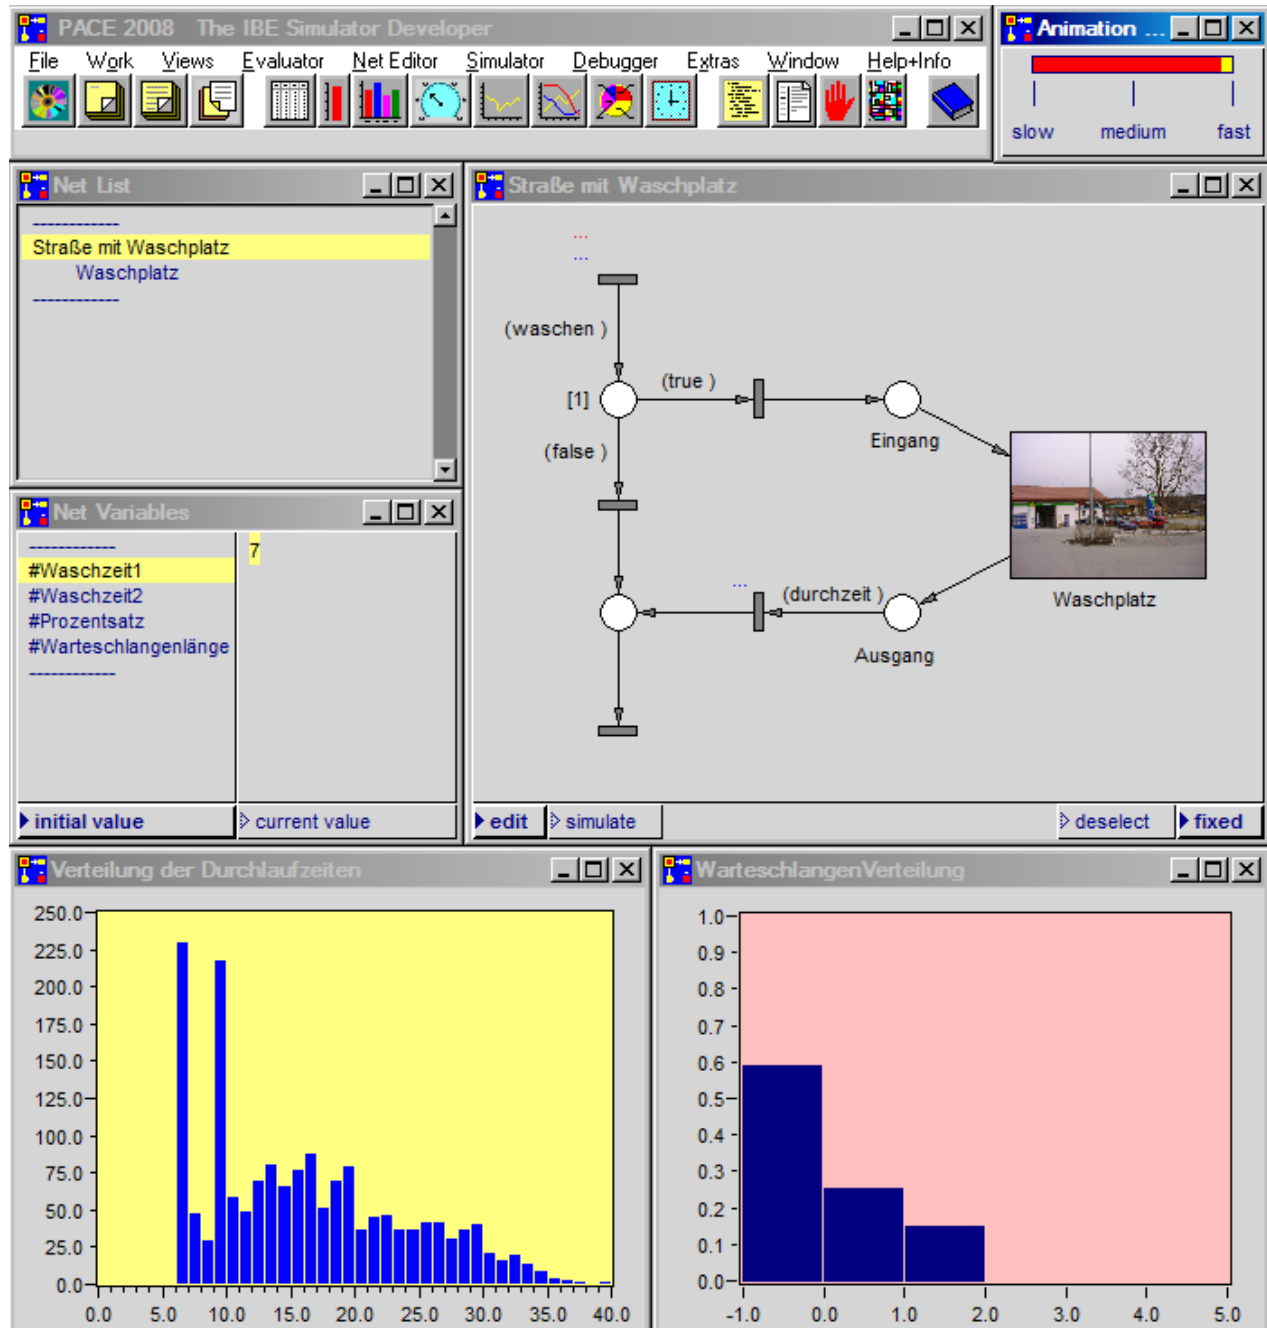 PACE 2008 The IBE Simulator Developer
File Work Views Evaluator Net Editor Simulator Debugger Extras Window Help+Info
Animation ...
slow medium fast
Net List
------------
Straße mit Waschplatz
Waschplatz
------------
Net Variables
------------
#Waschzeit1
#Waschzeit2
#Prozentsatz
#Warteschlangenlänge
------------
7
initial value
current value
Straße mit Waschplatz
...
...
(waschen )
[1]
(true )
Eingang
(false )
Waschplatz
...
(durchzeit )
Ausgang
edit
simulate
deselect
fixed
Verteilung der Durchlaufzeiten
250.0
225.0
200.0
175.0
150.0
125.0
100.0
75.0
50.0
25.0
0.0
0.0 5.0 10.0 15.0 20.0 25.0 30.0 35.0 40.0
WarteschlangenVerteilung
1.0
0.9
0.8
0.7
0.6
0.5
0.4
0.3
0.2
0.1
0.0
-1.0 0.0 1.0 2.0 3.0 4.0 5.0